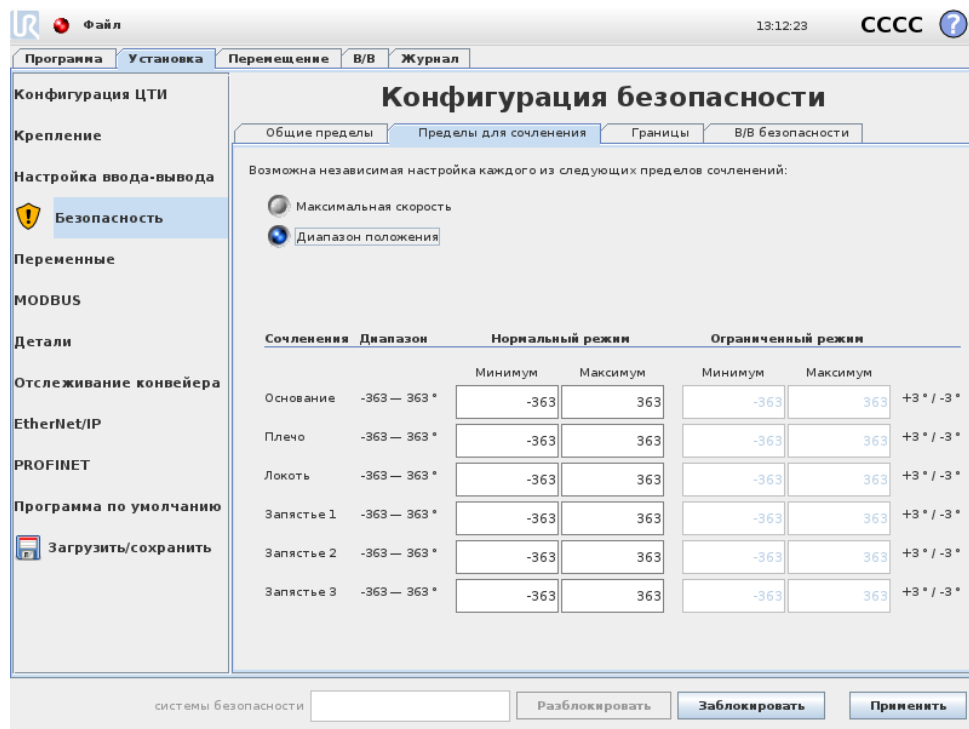 Файл 13:12:23 CCCC ?
Программа Установка Перемещение В/В Журнал
Конфигурация ЦТИ
Крепление
Настройка ввода-вывода
Безопасность
Переменные
MODBUS
Детали
Отслеживание конвейера
EtherNet/IP
PROFINET
Программа по умолчанию
Загрузить/сохранить
Конфигурация безопасности
Общие пределы Пределы для сочленения Границы В/В безопасности
Возможна независимая настройка каждого из следующих пределов сочленений:
Максимальная скорость
Диапазон положения
Сочленения Диапазон Нормальный режим Ограниченный режим
Минимум Максимум Минимум Максимум
Основание -363 — 363 ° -363 363 -363 363 +3 ° / -3 °
Плечо -363 — 363 ° -363 363 -363 363 +3 ° / -3 °
Локоть -363 — 363 ° -363 363 -363 363 +3 ° / -3 °
Запястье 1 -363 — 363 ° -363 363 -363 363 +3 ° / -3 °
Запястье 2 -363 — 363 ° -363 363 -363 363 +3 ° / -3 °
Запястье 3 -363 — 363 ° -363 363 -363 363 +3 ° / -3 °
системы безопасности Разблокировать Заблокировать Применить